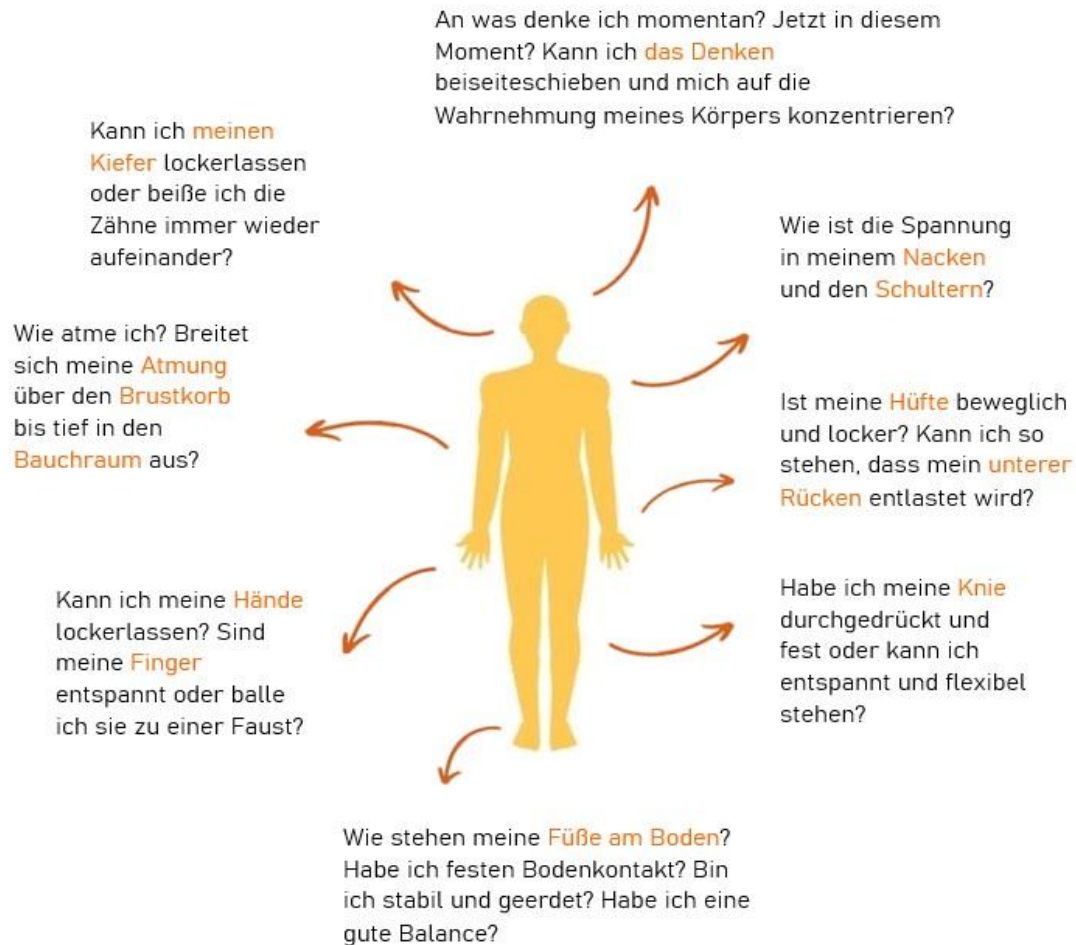 An was denke ich momentan? Jetzt in diesem
Moment? Kann ich das Denken
beiseiteschieben und mich auf die
Wahrnehmung meines Körpers konzentrieren?
Kann ich meinen
Kiefer lockerlassen
oder beiße ich die
Zähne immer wieder
aufeinander?
Wie ist die Spannung
in meinem Nacken
und den Schultern?
Wie atme ich? Breitet
sich meine Atmung
über den Brustkorb
bis tief in den
Bauchraum aus?
Ist meine Hüfte beweglich
und locker? Kann ich so
stehen, dass mein unterer
Rücken entlastet wird?
Kann ich meine Hände
lockerlassen? Sind
meine Finger
entspannt oder balle
ich sie zu einer Faust?
Habe ich meine Knie
durchgedrückt und
fest oder kann ich
entspannt und flexibel
stehen?
Wie stehen meine Füße am Boden?
Habe ich festen Bodenkontakt? Bin
ich stabil und geerdet? Habe ich eine
gute Balance?